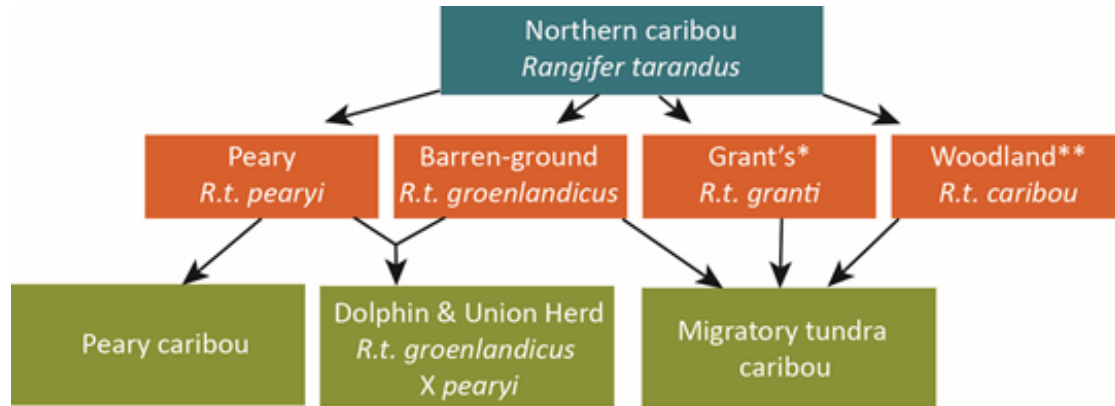 Northern caribou
Rangifer tarandus
Peary
R.t. pearyi
Barren-ground
R.t. groenlandicus
Grant's*
R.t. granti
Woodland**
R.t. caribou
Peary caribou
Dolphin & Union Herd
R.t. groenlandicus
X pearyi
Migratory tundra
caribou